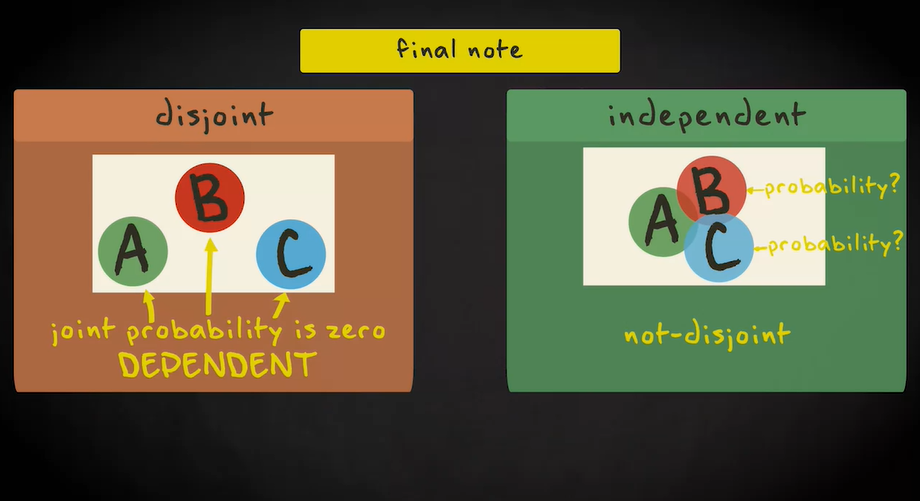 final note
disjoint
B
A
C
joint probability is zero
DEPENDENT
independent
B
←probability?
A
C
←probability?
not-disjoint